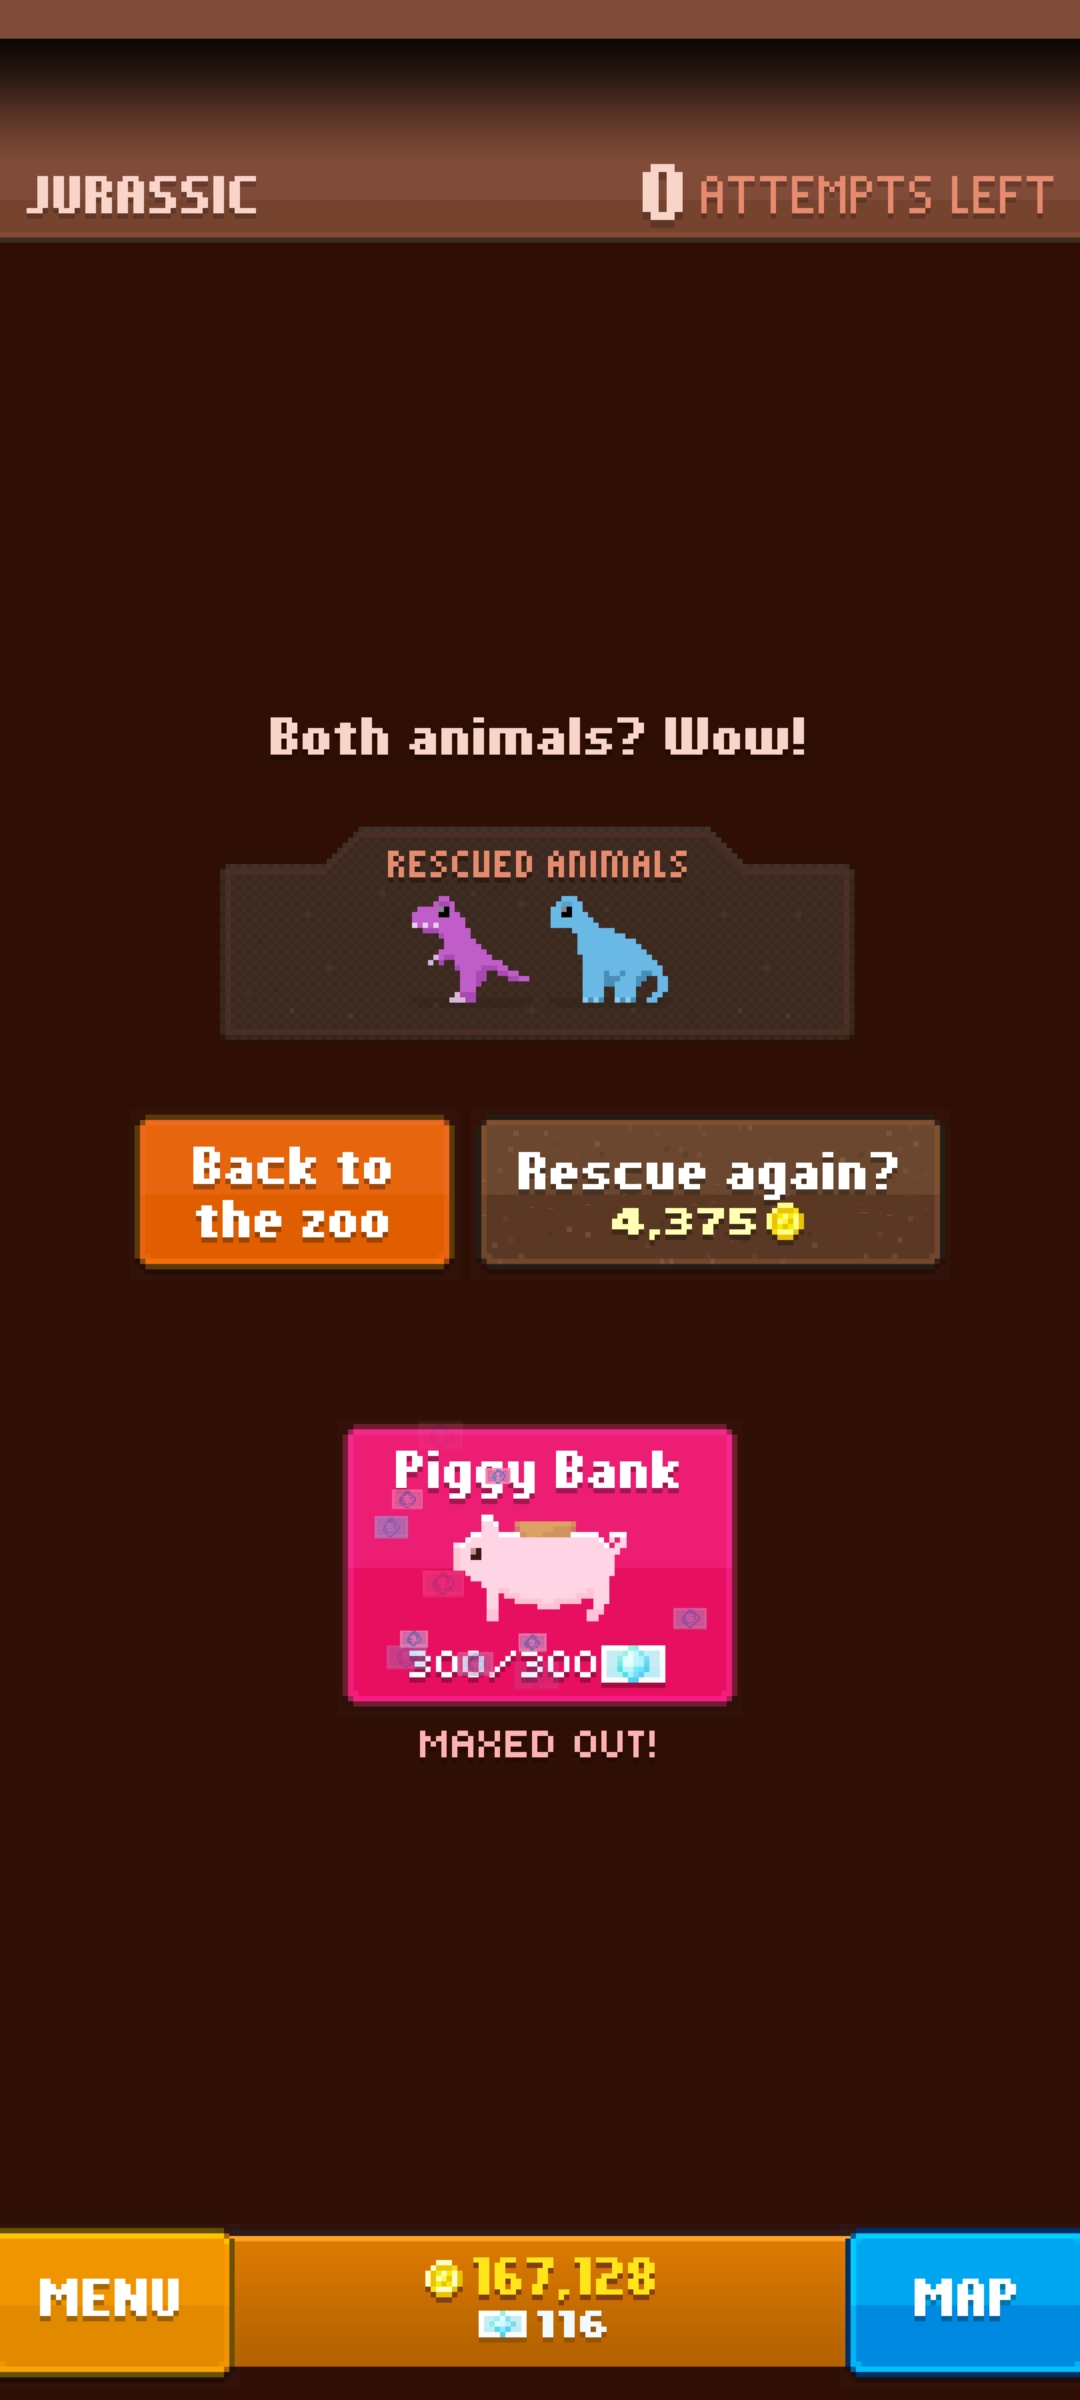 JURASSIC
0 ATTEMPTS LEFT
Both animals? Wow!
RESCUED ANIMALS
Back to
the zoo
Rescue again?
4,375
Piggy Bank
300/300
MAXED OUT!
MENU
167,128
116
MAP